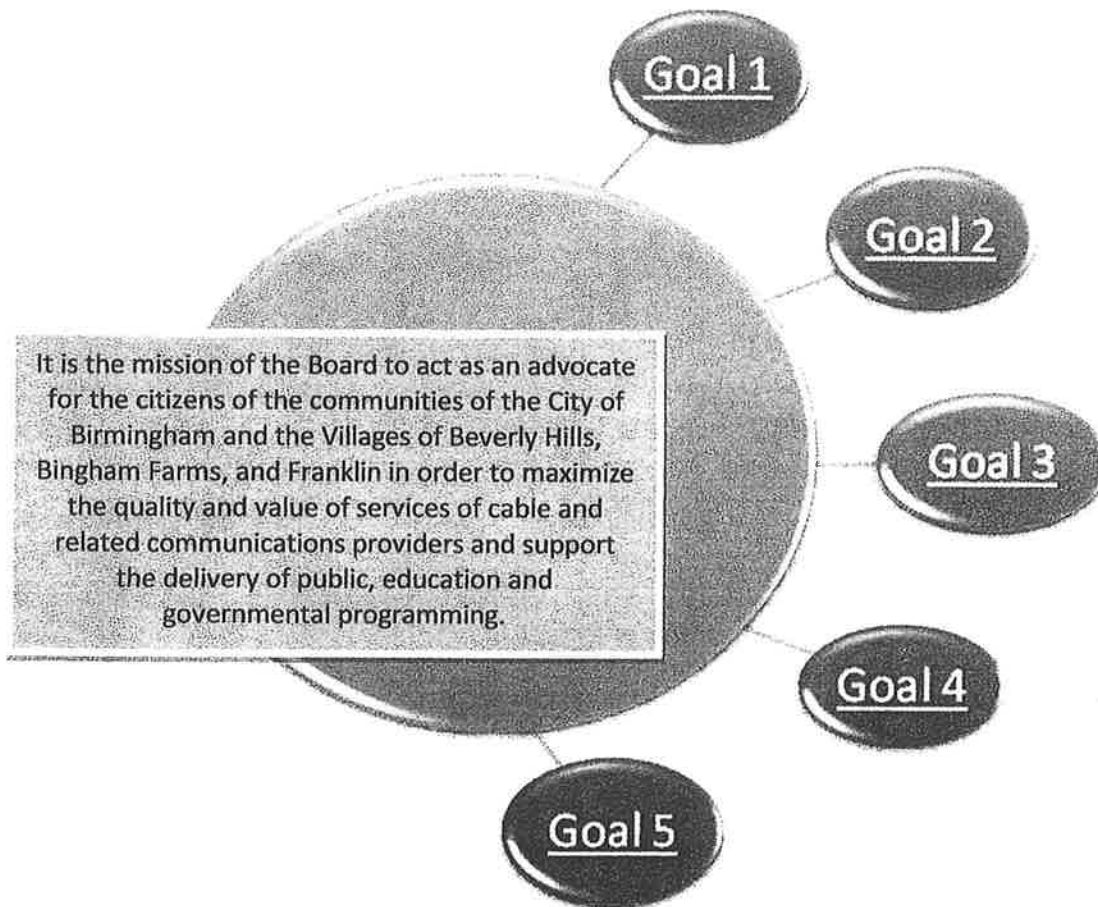 Goal 1
Goal 2
It is the mission of the Board to act as an advocate
for the citizens of the communities of the City of
Birmingham and the Villages of Beverly Hills,
Bingham Farms, and Franklin in order to maximize
the quality and value of services of cable and
related communications providers and support
the delivery of public, education and
governmental programming.
Goal 3
Goal 4
Goal 5